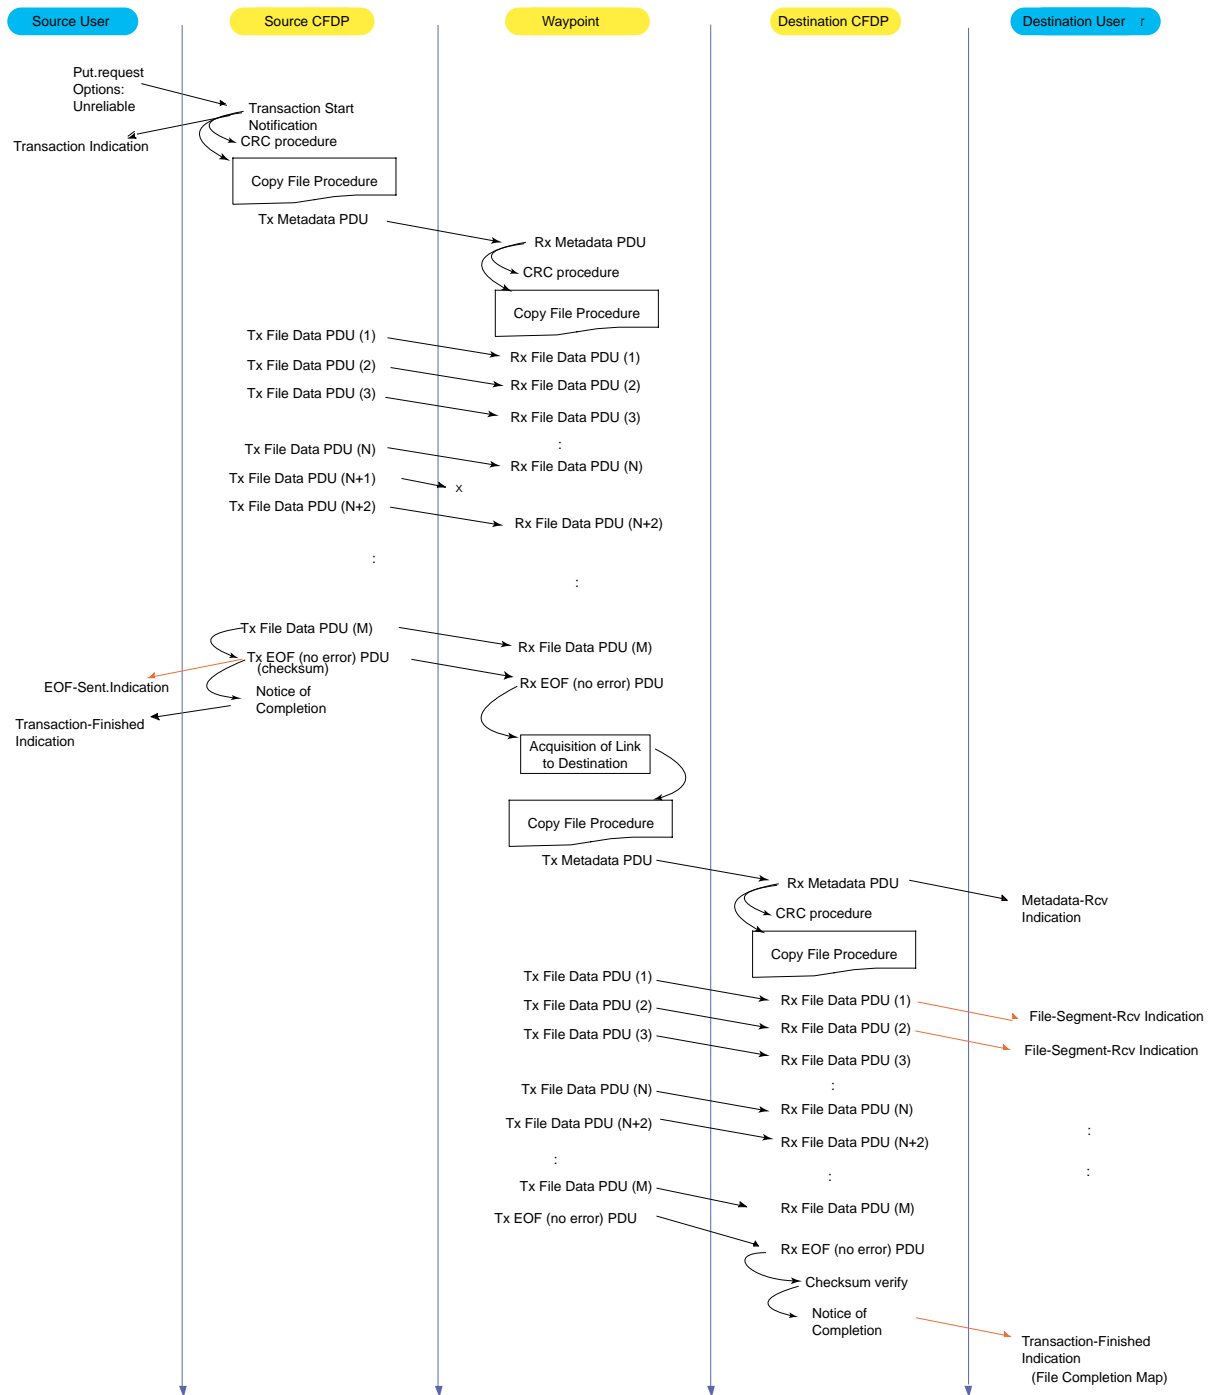 Source User
Source CFDP
Waypoint
Destination CFDP
Destination User
Put.request
Options:
Unreliable
Transaction Start
Notification
Transaction Indication
CRC procedure
Copy File Procedure
Tx Metadata PDU
Rx Metadata PDU
CRC procedure
Copy File Procedure
Tx File Data PDU (1)
Rx File Data PDU (1)
Tx File Data PDU (2)
Rx File Data PDU (2)
Tx File Data PDU (3)
Rx File Data PDU (3)
:
Tx File Data PDU (N)
Rx File Data PDU (N)
Tx File Data PDU (N+1)
x
Tx File Data PDU (N+2)
Rx File Data PDU (N+2)
:
:
Tx File Data PDU (M)
Rx File Data PDU (M)
Tx EOF (no error) PDU
(checksum)
Rx EOF (no error) PDU
EOF-Sent.Indication
Notice of
Completion
Transaction-Finished
Indication
Acquisition of Link
to Destination
Copy File Procedure
Tx Metadata PDU
Rx Metadata PDU
Metadata-Rcv
Indication
CRC procedure
Copy File Procedure
Tx File Data PDU (1)
Rx File Data PDU (1)
File-Segment-Rcv Indication
Tx File Data PDU (2)
Rx File Data PDU (2)
File-Segment-Rcv Indication
Tx File Data PDU (3)
Rx File Data PDU (3)
:
Tx File Data PDU (N)
Rx File Data PDU (N)
Tx File Data PDU (N+2)
Rx File Data PDU (N+2)
:
:
:
:
Tx File Data PDU (M)
Rx File Data PDU (M)
Tx EOF (no error) PDU
Rx EOF (no error) PDU
Checksum verify
Notice of
Completion
Transaction-Finished
Indication
(File Completion Map)